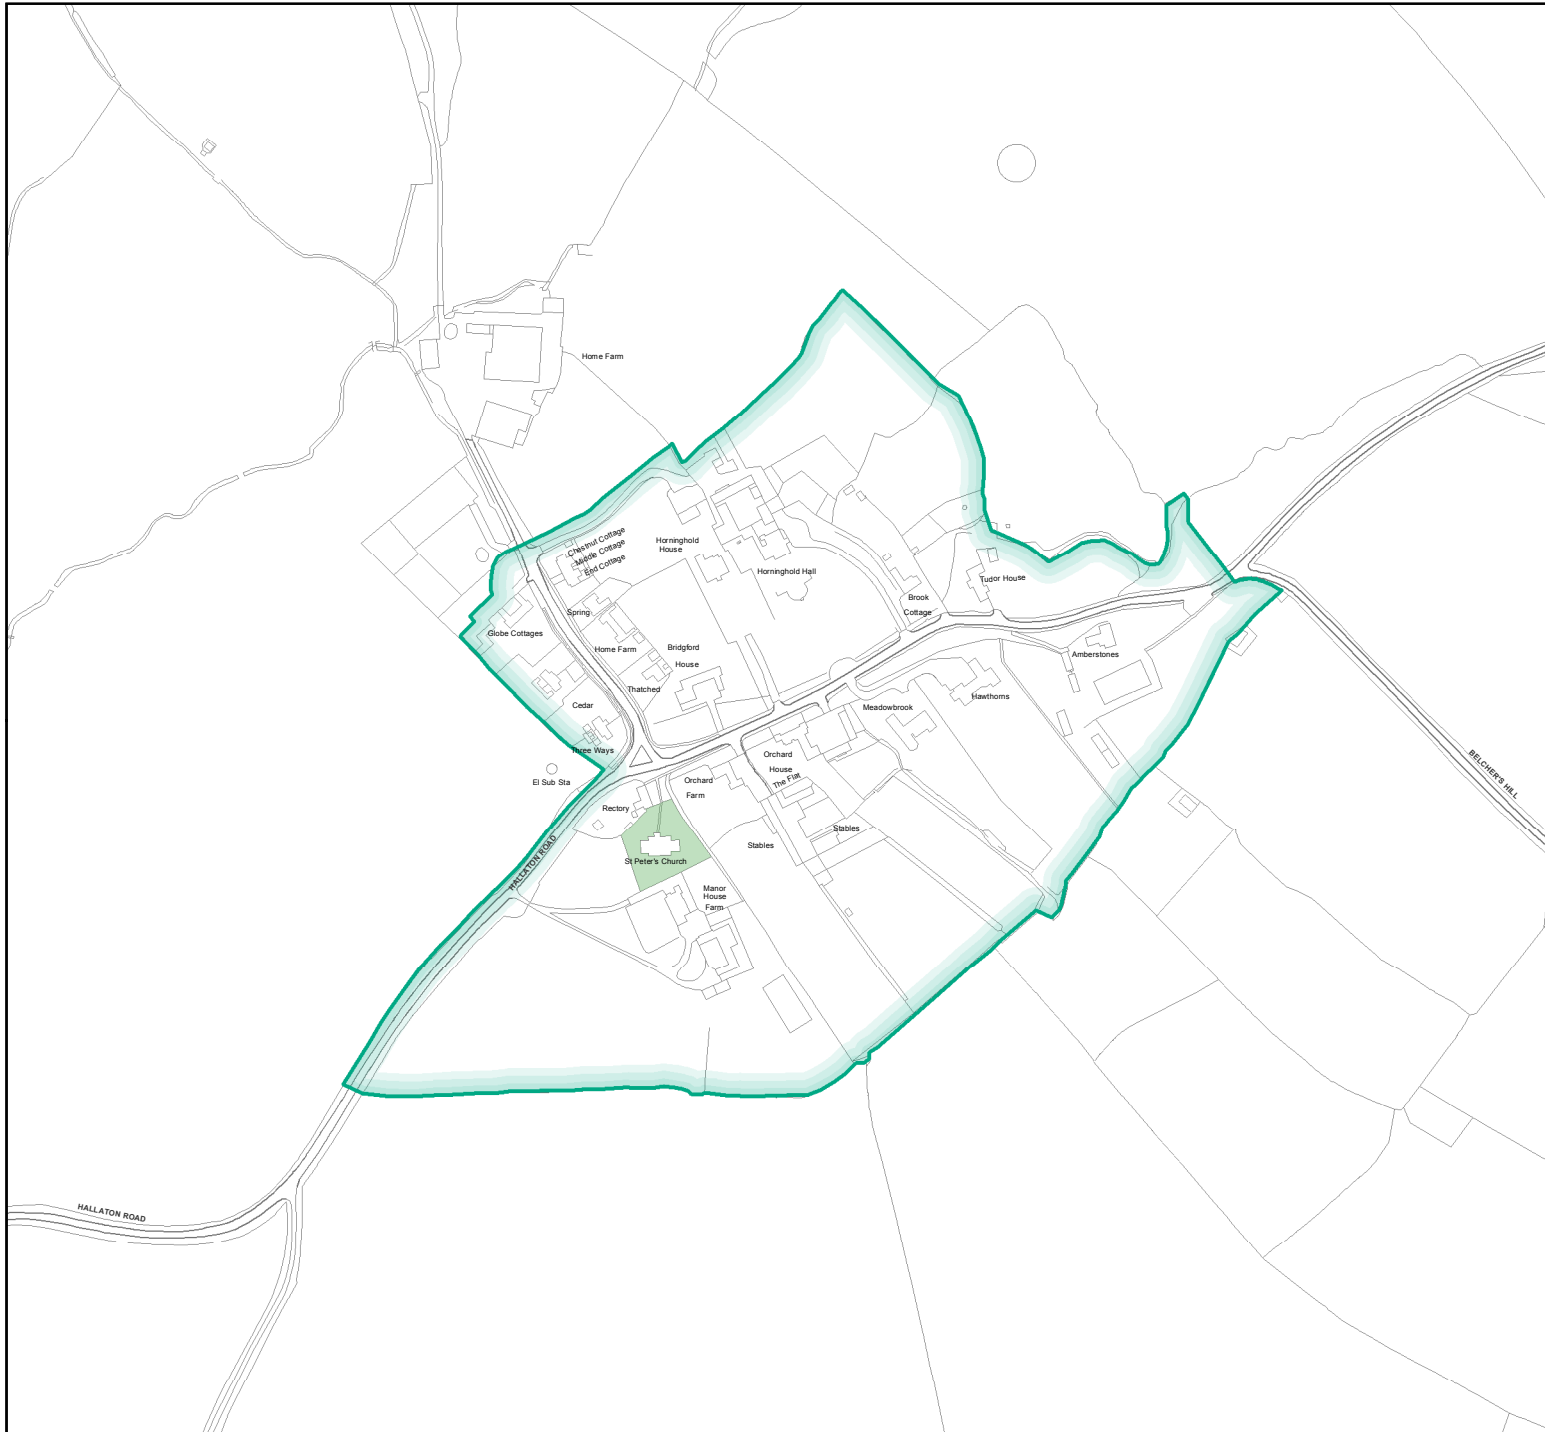 Home Farm
Chestnut Cottage
Middle Cottage
End Cottage
Horninghold
House
Horninghold Hall
Tudor House
Brook
Cottage
Spring
Globe Cottages
Home Farm
Bridgford
House
Amberstones
Thatched
Hawthorns
Cedar
Meadowbrook
Three Ways
Orchard
House
The Flat
El Sub Sta
Orchard
Farm
BELCHER'S HILL
Rectory
Stables
Stables
HALLATON ROAD
St Peter's Church
Manor
House
Farm
HALLATON ROAD